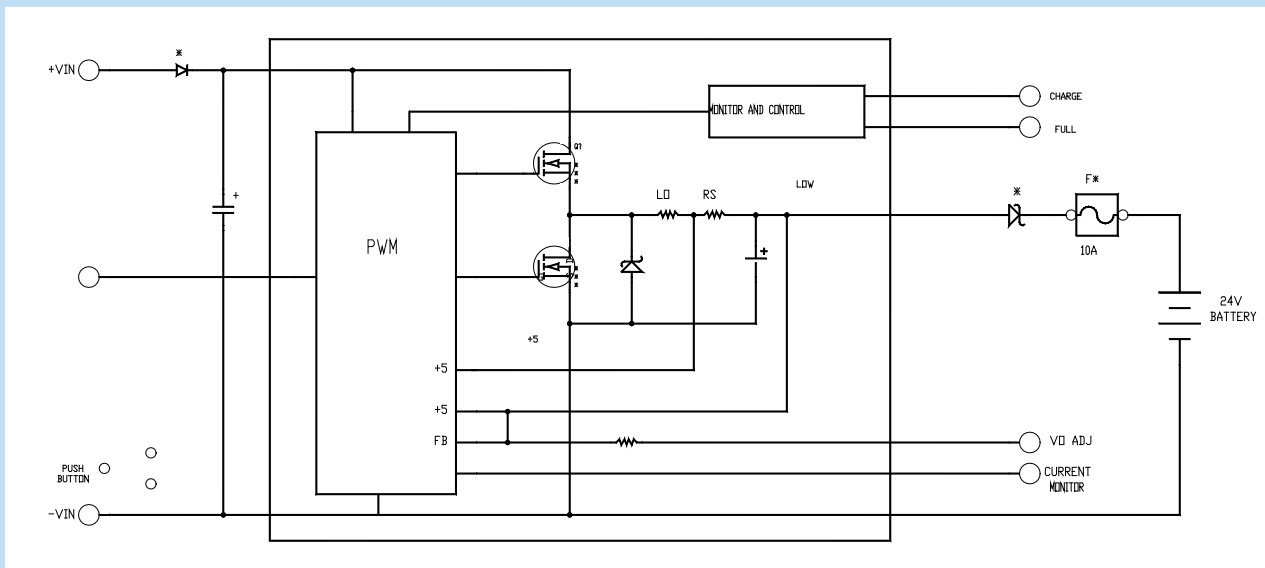 *
+VIN
MONITOR AND CONTROL
CHARGE
FULL
Q1
*
*
*
LO
RS
LOW
*
F*
10A
+
+
PWM
*
*
*
24V
BATTERY
+5
+5
+5
F.B
VO ADJ
CURRENT
MONITOR
PUSH
BUTTON
-VIN